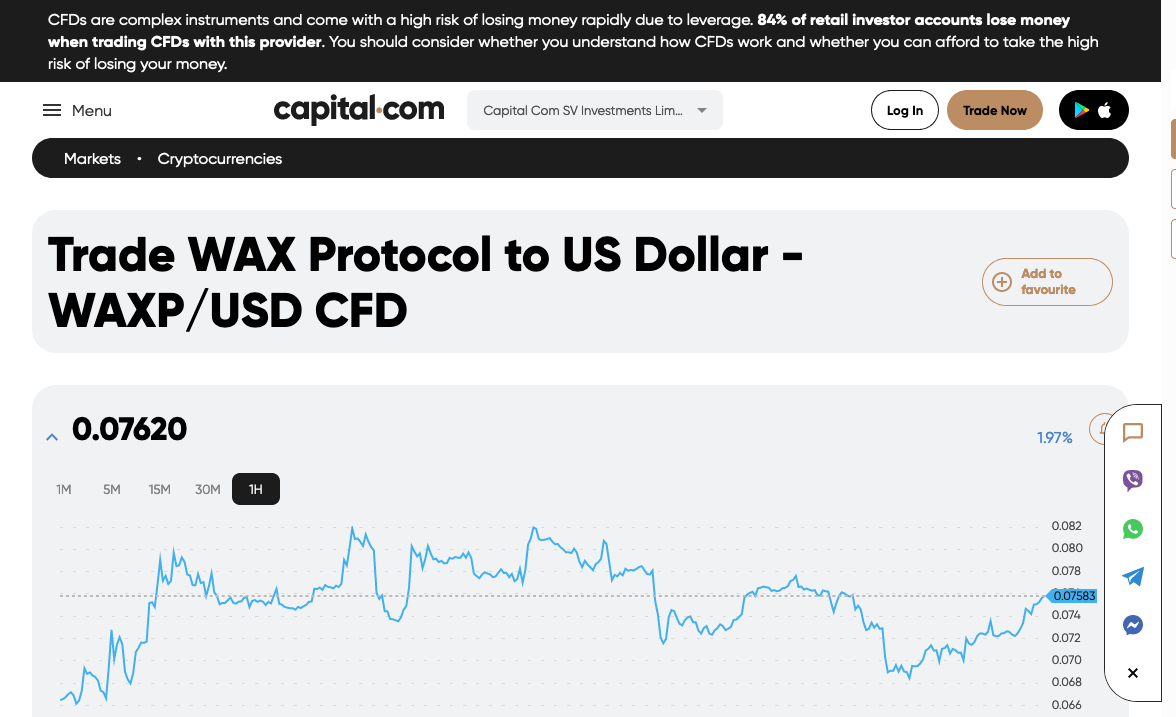 CFDs are complex instruments and come with a high risk of losing money rapidly due to leverage. 84% of retail investor accounts lose money
when trading CFDs with this provider. You should consider whether you understand how CFDs work and whether you can afford to take the high
risk of losing your money.
Menu
capital.com
Capital Com SV Investments Lim...
Log In
Trade Now
Markets • Cryptocurrencies
Trade WAX Protocol to US Dollar -
WAXP/USD CFD
Add to
favourite
0.07620
1.97%
1M 5M 15M 30M 1H
0.082
0.080
0.078
0.07583
0.074
0.072
0.070
0.068
0.066